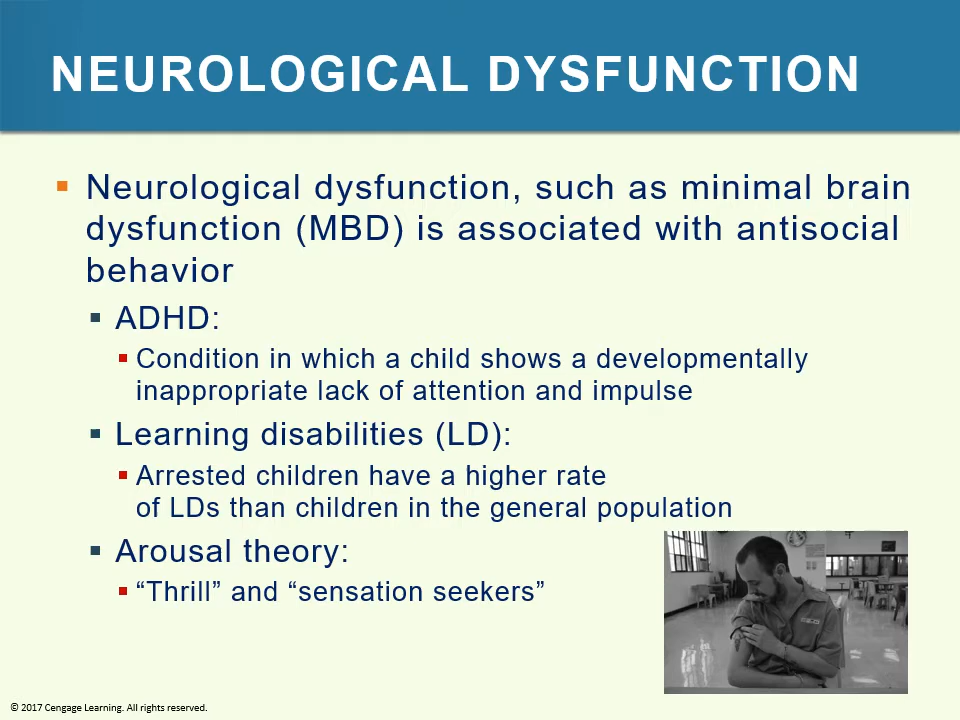 NEUROLOGICAL DYSFUNCTION
Neurological dysfunction, such as minimal brain
dysfunction (MBD) is associated with antisocial
behavior
ADHD:
Condition in which a child shows a developmentally
inappropriate lack of attention and impulse
Learning disabilities (LD):
Arrested children have a higher rate
of LDs than children in the general population
Arousal theory:
“Thrill” and “sensation seekers”
© 2017 Cengage Learning. All rights reserved.